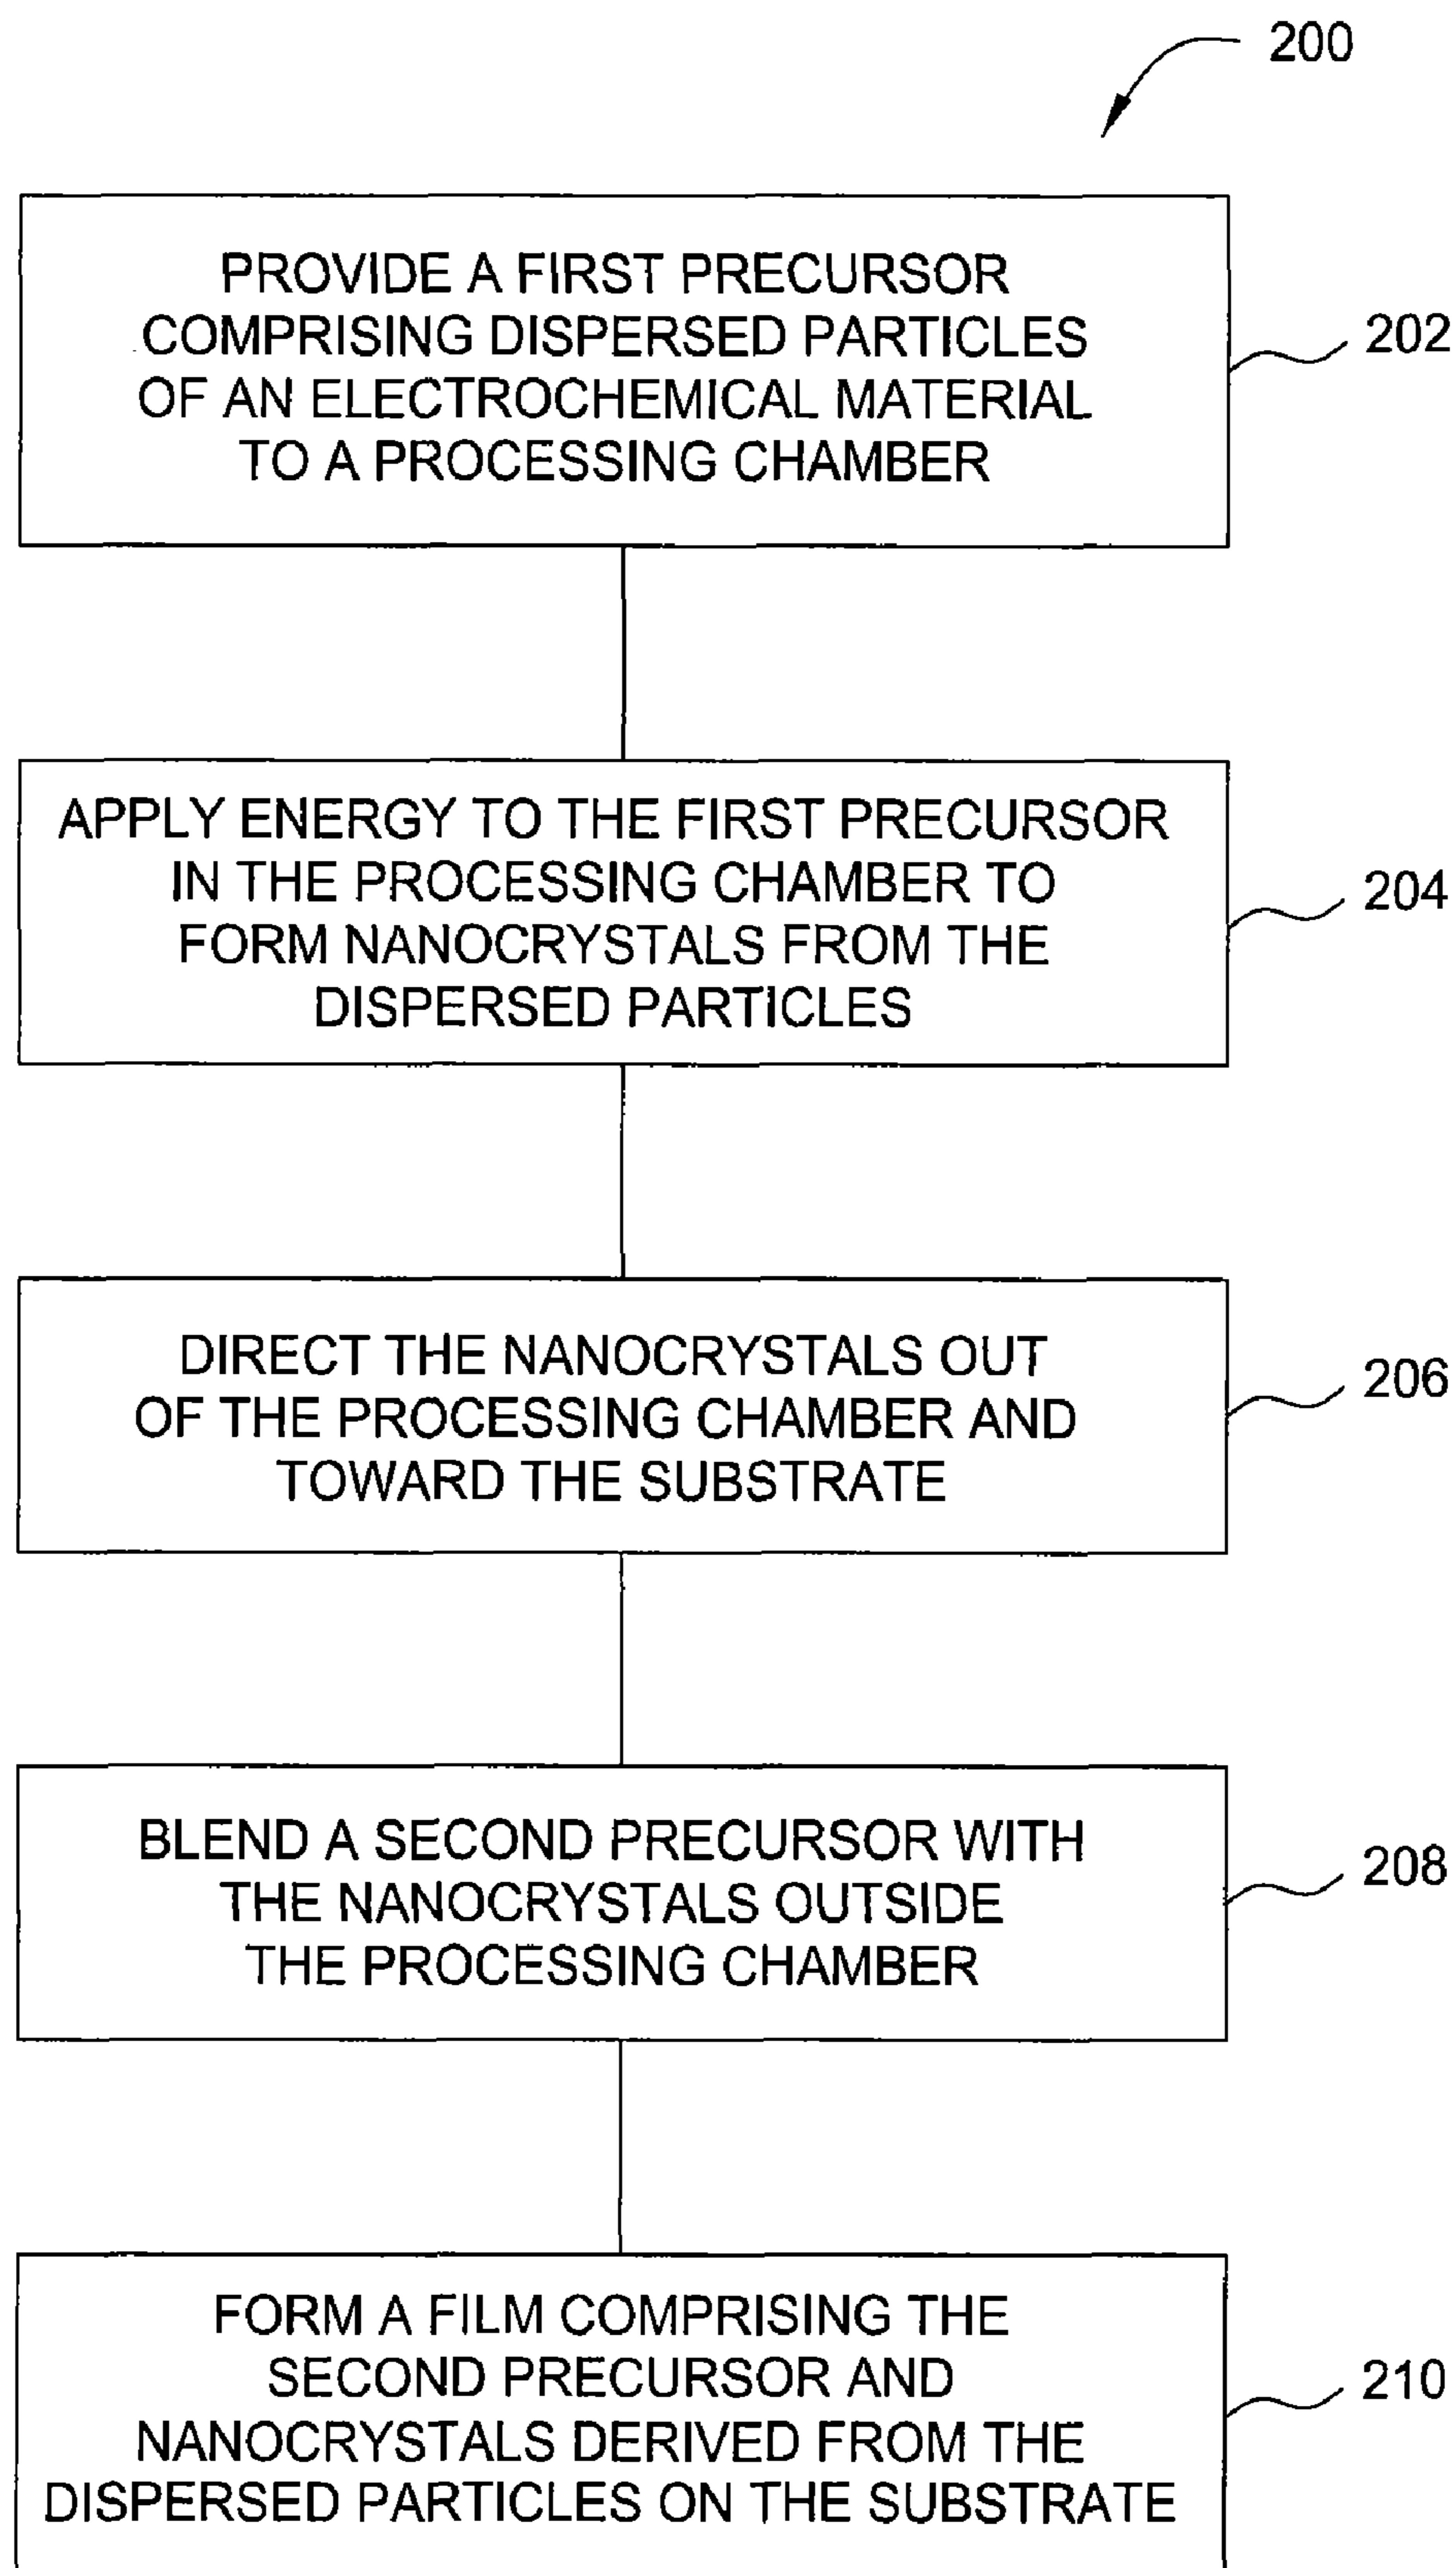 200
PROVIDE A FIRST PRECURSOR
COMPRISING DISPERSED PARTICLES
OF AN ELECTROCHEMICAL MATERIAL
TO A PROCESSING CHAMBER
202
APPLY ENERGY TO THE FIRST PRECURSOR
IN THE PROCESSING CHAMBER TO
FORM NANOCRYSTALS FROM THE
DISPERSED PARTICLES
204
DIRECT THE NANOCRYSTALS OUT
OF THE PROCESSING CHAMBER AND
TOWARD THE SUBSTRATE
206
BLEND A SECOND PRECURSOR WITH
THE NANOCRYSTALS OUTSIDE
THE PROCESSING CHAMBER
208
FORM A FILM COMPRISING THE
SECOND PRECURSOR AND
NANOCRYSTALS DERIVED FROM THE
DISPERSED PARTICLES ON THE SUBSTRATE
210